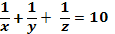 1/x + 1/y + 1/z = 10